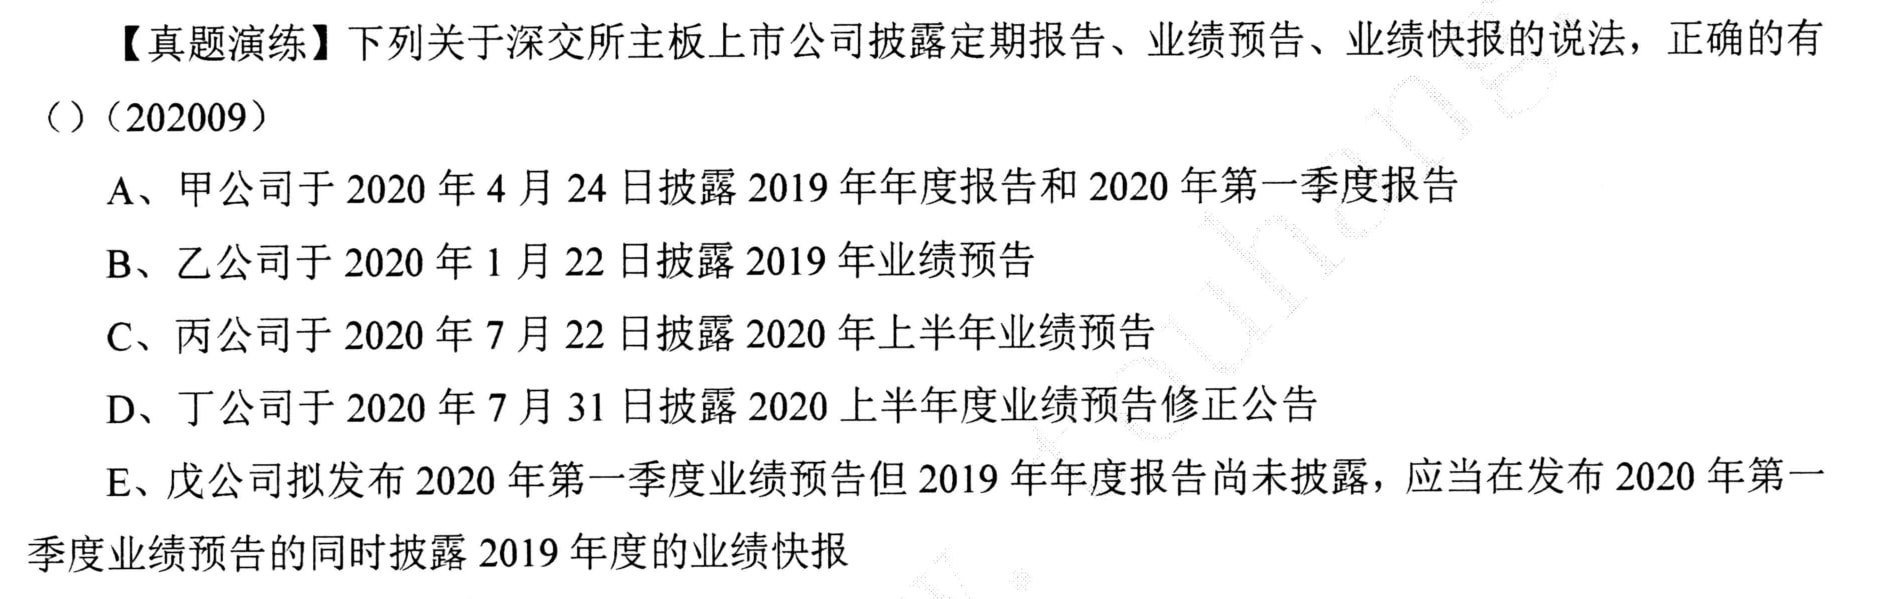 【真题演练】下列关于深交所主板上市公司披露定期报告、业绩预告、业绩快报的说法，正确的有
（）（202009）
A、甲公司于 2020 年 4 月 24 日披露 2019 年年度报告和 2020 年第一季度报告
B、乙公司于 2020 年 1 月 22 日披露 2019 年业绩预告
C、丙公司于 2020 年 7 月 22 日披露 2020 年上半年业绩预告
D、丁公司于 2020 年 7 月 31 日披露 2020 上半年度业绩预告修正公告
E、戊公司拟发布 2020 年第一季度业绩预告但 2019 年年度报告尚未披露，应当在发布 2020 年第一
季度业绩预告的同时披露 2019 年度的业绩快报